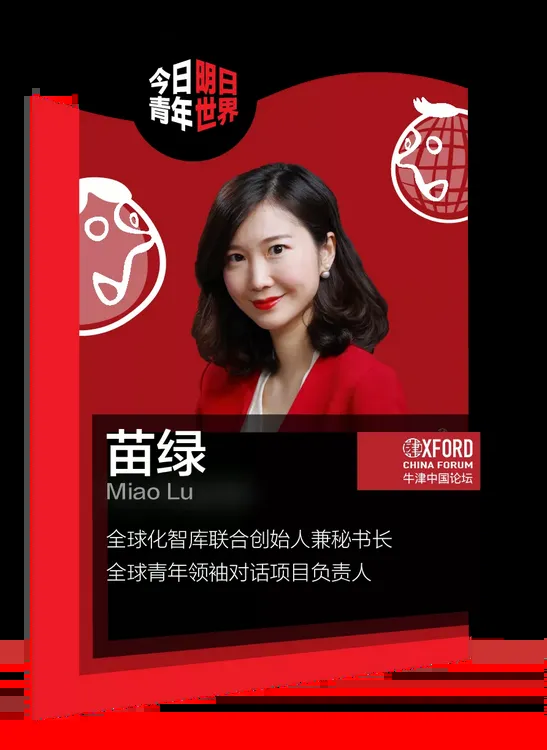 今日明日
青年世界
苗绿
Miao Lu
OXFORD
CHINA FORUM
牛津中国论坛
全球化智库联合创始人兼秘书长
全球青年领袖对话项目负责人